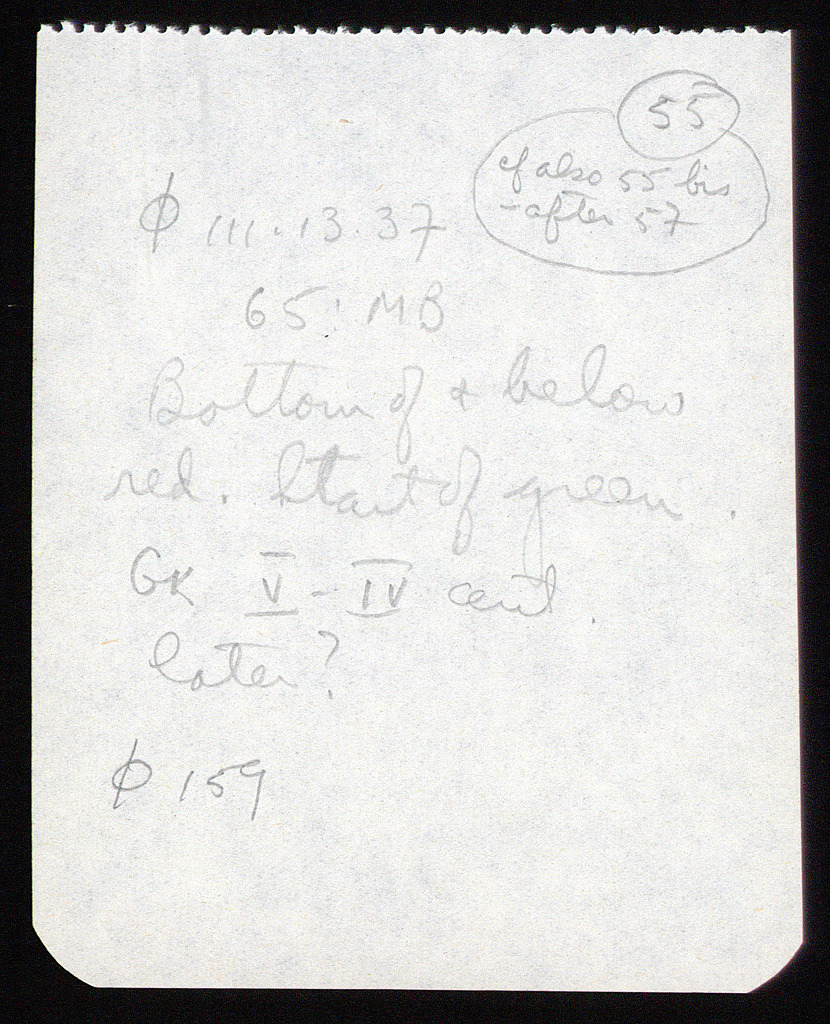 55
cf also 55 bis
- after 57
φ 111.13.37
65: MB
Bottom of & below
red. Start of green.
GK V - IV cent.
later?
φ 159